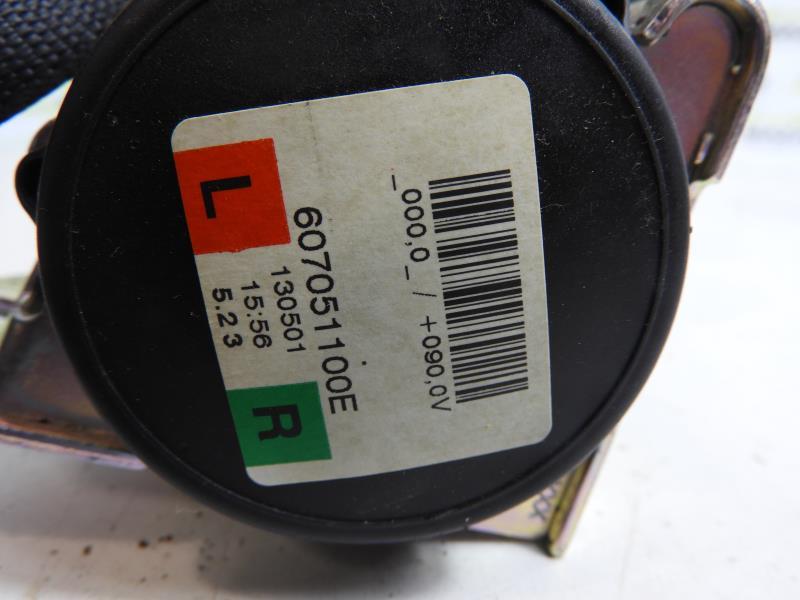 _000,0_ / +090,0V
607051100E
130501
15:56
5.23
L
R